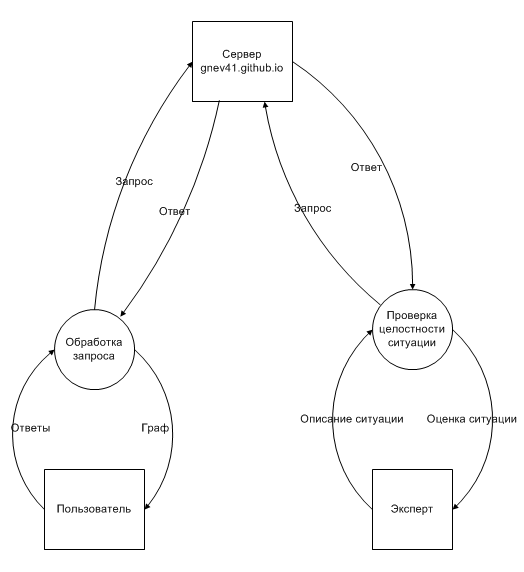 Сервер
gnev41.github.io
Ответ
Запрос
Запрос
Ответ
Проверка
целостности
ситуации
Обработка
запроса
Описание ситуации
Оценка ситуации
Ответы
Граф
Пользователь
Эксперт